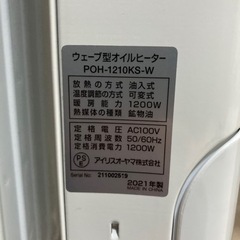 ウェーブ型オイルヒーター
POH-1210KS-W
放熱の方式 油入式
温度調節の方式 可変式
暖房能力 1200W
熱媒体の種類 鉱物油
定格電圧 AC100V
定格周波数 50/60Hz
定格消費電力 1200W
PSE
アイリスオーヤマ株式会社
2021年製
MADE IN CHINA
211002619